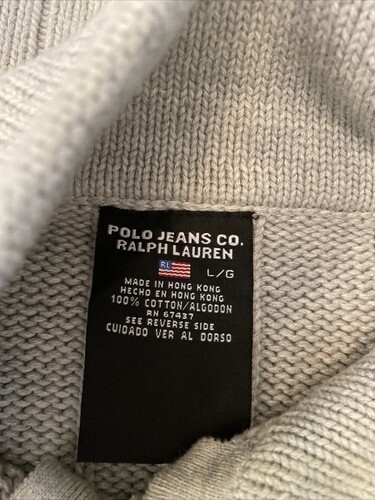 POLO JEANS CO.
RALPH LAUREN
RL L/G
MADE IN HONG KONG
HECHO EN HONG KONG
100% COTTON/ALGODON
RN 67437
SEE REVERSE SIDE
CUIDADO VER AL DORSO